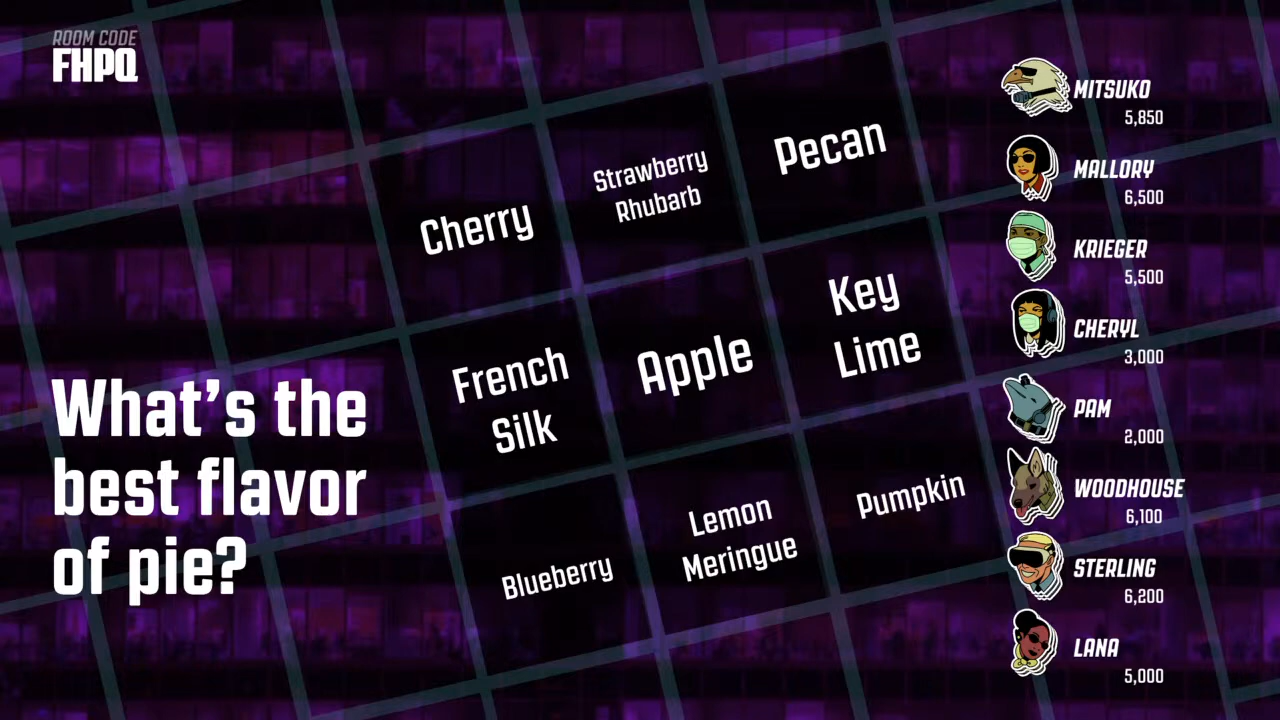 ROOM CODE
FHPQ
What's the
best flavor
of pie?
Cherry
Strawberry
Rhubarb
Pecan
French
Silk
Apple
Key
Lime
Blueberry
Lemon
Meringue
Pumpkin
MITSUKO
5,850
MALLORY
6,500
KRIEGER
5,500
CHERYL
3,000
PAM
2,000
WOODHOUSE
6,100
STERLING
6,200
LANA
5,000